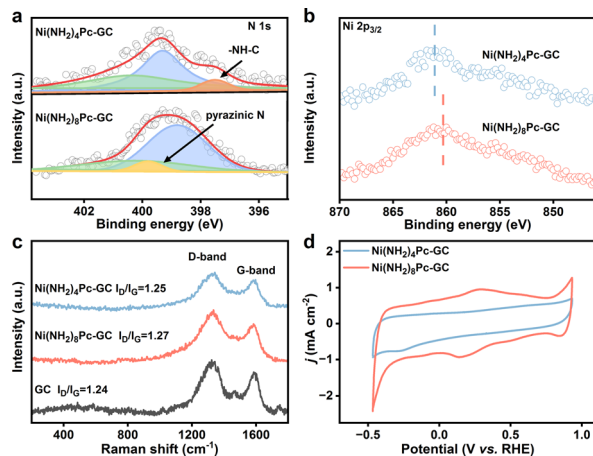 a
N 1s
Ni(NH2)4Pc-GC
-NH-C
Ni(NH2)8Pc-GC
pyrazinic N
Intensity (a.u.)
402 400 398 396
Binding energy (eV)
b
Ni 2p3/2
Ni(NH2)4Pc-GC
Ni(NH2)8Pc-GC
Intensity (a.u.)
870 865 860 855 850
Binding energy (eV)
c
D-band
G-band
Ni(NH2)4Pc-GC ID/IG=1.25
Ni(NH2)8Pc-GC ID/IG=1.27
GC ID/IG=1.24
Intensity (a.u.)
400 800 1200 1600
Raman shift (cm-1)
d
Ni(NH2)4Pc-GC
Ni(NH2)8Pc-GC
j (mA cm-2)
2
1
0
-1
-2
-0.5 0.0 0.5 1.0
Potential (V vs. RHE)